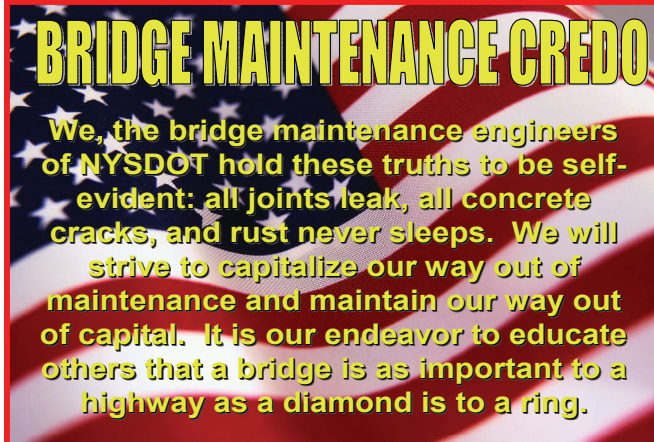 BRIDGE MAINTENANCE CREDO
We, the bridge maintenance engineers
of NYSDOT hold these truths to be self-
evident: all joints leak, all concrete
cracks, and rust never sleeps.  We will
strive to capitalize our way out of
maintenance and maintain our way out
of capital.  It is our endeavor to educate
others that a bridge is as important to a
highway as a diamond is to a ring.